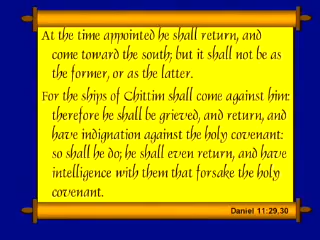 At the time appointed he shall return, and
come toward the south; but it shall not be as
the former, or as the latter.
For the ships of Chittim shall come against him:
therefore he shall be grieved, and return, and
have indignation against the holy covenant:
so shall he do; he shall even return, and have
intelligence with them that forsake the holy
covenant.
Daniel 11:29,30